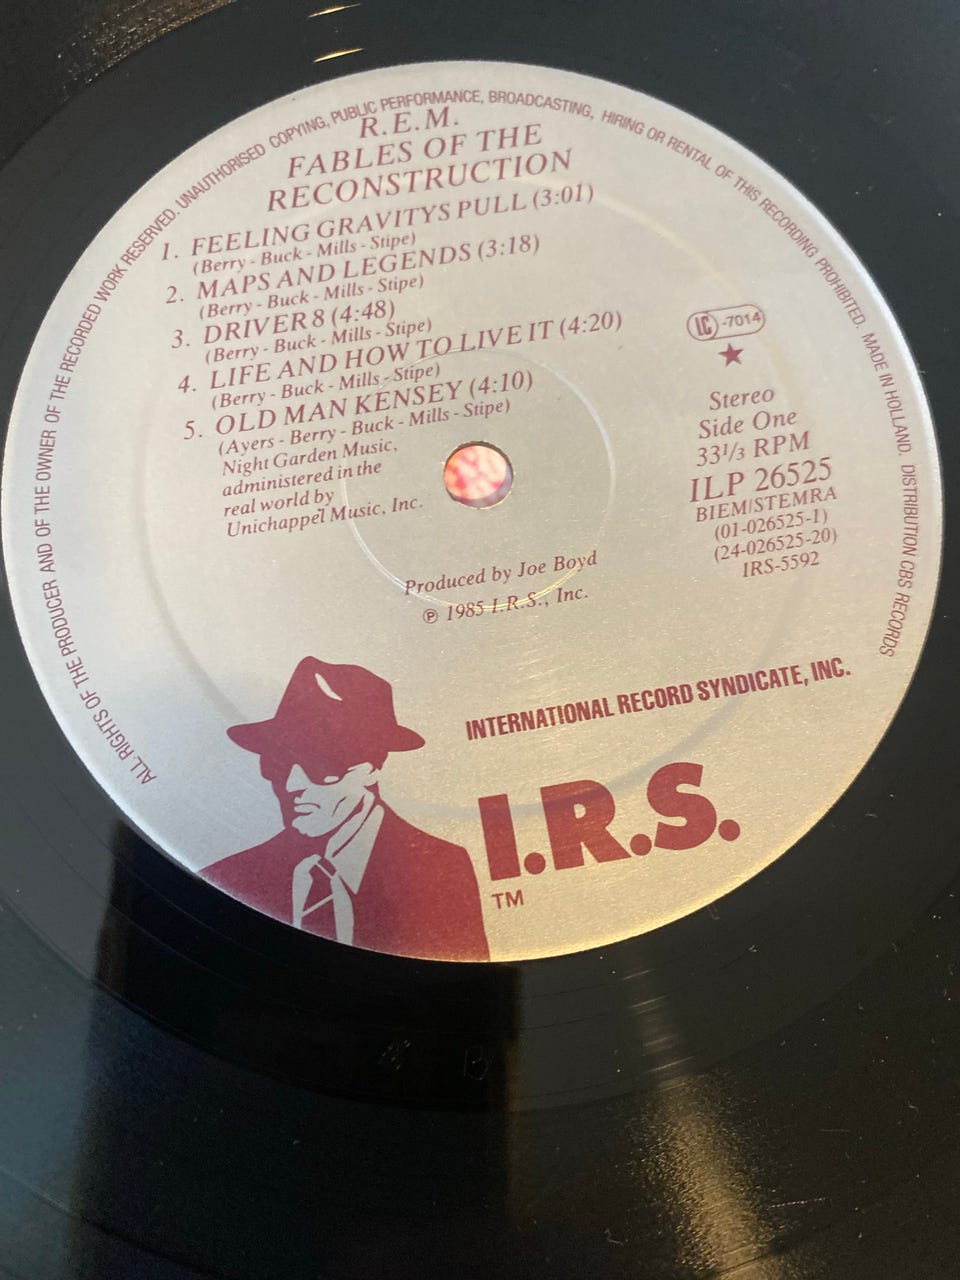 ALL RIGHTS OF THE PRODUCER AND OF THE OWNER OF THE RECORDED WORK RESERVED. UNAUTHORISED COPYING, PUBLIC PERFORMANCE, BROADCASTING, HIRING OR RENTAL OF THIS RECORDING PROHIBITED. MADE IN HOLLAND. DISTRIBUTION CBS RECORDS
R.E.M.
FABLES OF THE
RECONSTRUCTION
1. FEELING GRAVITYS PULL (3:01)
(Berry - Buck - Mills - Stipe)
2. MAPS AND LEGENDS (3:18)
(Berry - Buck - Mills - Stipe)
3. DRIVER 8 (4:48)
(Berry - Buck - Mills - Stipe)
4. LIFE AND HOW TO LIVE IT (4:20)
(Berry - Buck - Mills - Stipe)
5. OLD MAN KENSEY (4:10)
(Ayers - Berry - Buck - Mills - Stipe)
Night Garden Music,
administered in the
real world by
Unichappel Music, Inc.
LC -7014
★
Stereo
Side One
33 1/3 RPM
ILP 26525
BIEM/STEMRA
(01-026525-1)
(24-026525-20)
IRS-5592
Produced by Joe Boyd
℗ 1985 I.R.S., Inc.
INTERNATIONAL RECORD SYNDICATE, INC.
I.R.S.
TM